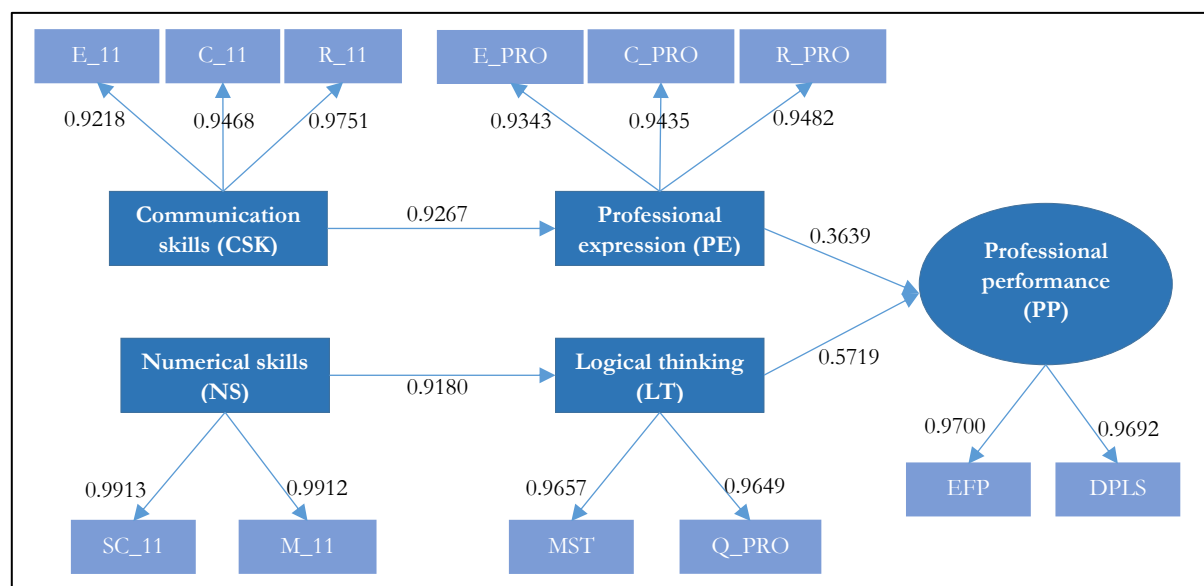 E_11
C_11
R_11
E_PRO
C_PRO
R_PRO
0.9218
0.9468
0.9751
0.9343
0.9435
0.9482
Communication
skills (CSK)
0.9267
Professional
expression (PE)
0.3639
Professional
performance
(PP)
Numerical skills
(NS)
0.9180
Logical thinking
(LT)
0.5719
0.9913
0.9912
0.9657
0.9649
0.9700
0.9692
SC_11
M_11
MST
Q_PRO
EFP
DPLS